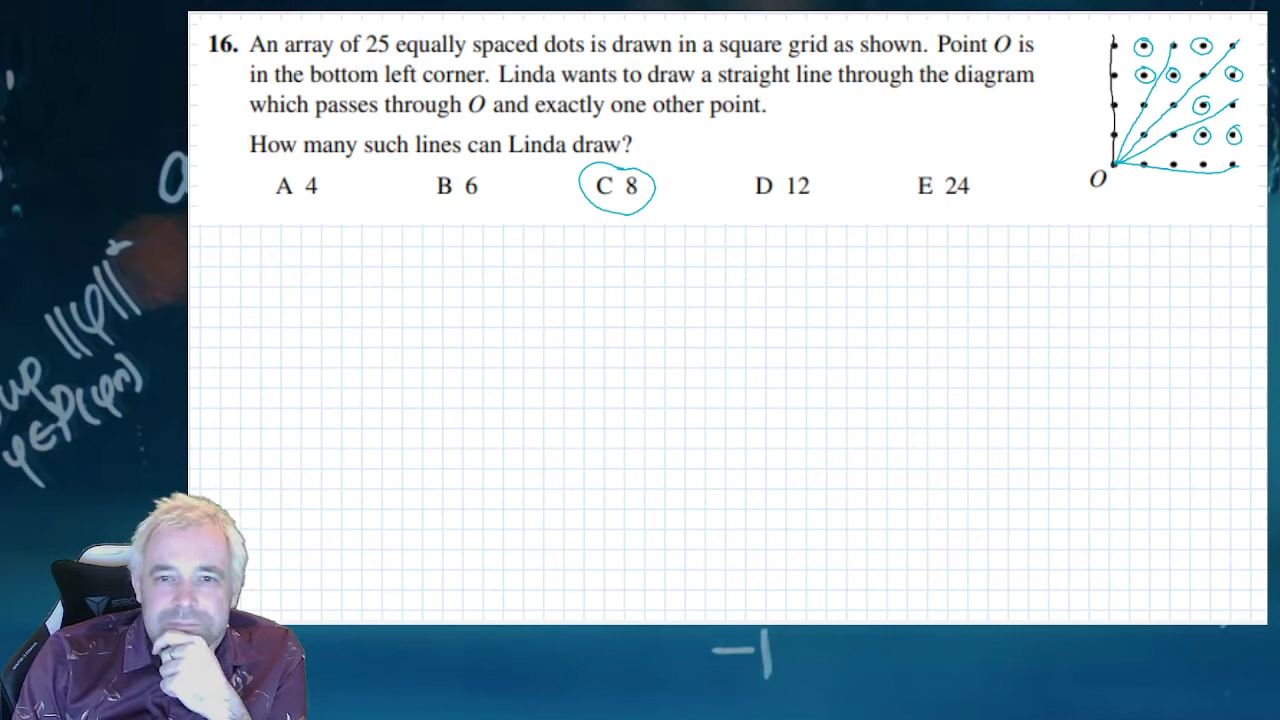 16. An array of 25 equally spaced dots is drawn in a square grid as shown. Point O is
in the bottom left corner. Linda wants to draw a straight line through the diagram
which passes through O and exactly one other point.
How many such lines can Linda draw?
A 4 B 6 C 8 D 12 E 24
O
||φ||
φ∈P(φn)
−1